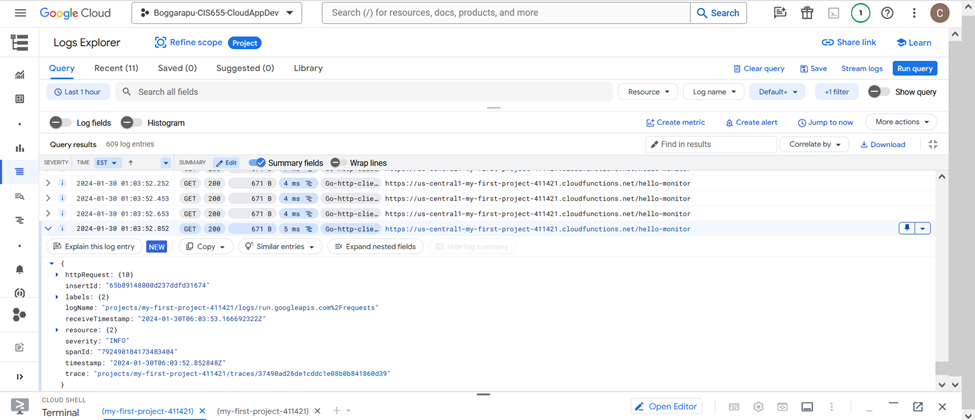 Google Cloud
Boggarapu-CIS655-CloudAppDev
Search (/) for resources, docs, products, and more
Search
1
C
Logs Explorer
Refine scope
Project
Share link
Learn
Query
Recent (11)
Saved (0)
Suggested (0)
Library
Clear query
Save
Stream logs
Run query
Last 1 hour
Search all fields
Resource
Log name
Default+
+1 filter
Show query
Log fields
Histogram
Create metric
Create alert
Jump to now
More actions
Query results
609 log entries
Find in results
Correlate by
Download
SEVERITY TIME EST SUMMARY Edit Summary fields Wrap lines
2024-01-30 01:03:52.252 GET 200 671 B 4 ms Go-http-clie… https://us-central1-my-first-project-411421.cloudfunctions.net/hello-monitor
2024-01-30 01:03:52.453 GET 200 671 B 4 ms Go-http-clie… https://us-central1-my-first-project-411421.cloudfunctions.net/hello-monitor
2024-01-30 01:03:52.653 GET 200 671 B 4 ms Go-http-clie… https://us-central1-my-first-project-411421.cloudfunctions.net/hello-monitor
2024-01-30 01:03:52.852 GET 200 671 B 5 ms Go-http-clie… https://us-central1-my-first-project-411421.cloudfunctions.net/hello-monitor
Explain this log entry NEW Copy Similar entries Expand nested fields Hide log summary
{
httpRequest: {10}
insertId: "65b89148000d237ddfd31674"
labels: {2}
logName: "projects/my-first-project-411421/logs/run.googleapis.com%2Frequests"
receiveTimestamp: "2024-01-30T06:03:53.166692322Z"
resource: {2}
severity: "INFO"
spanId: "7924901041734834​04"
timestamp: "2024-01-30T06:03:52.852848Z"
trace: "projects/my-first-project-411421/traces/37490ad26de1cddc1e08b0b841860d39"
}
CLOUD SHELL
Terminal
(my-first-project-411421)
(my-first-project-411421)
Open Editor